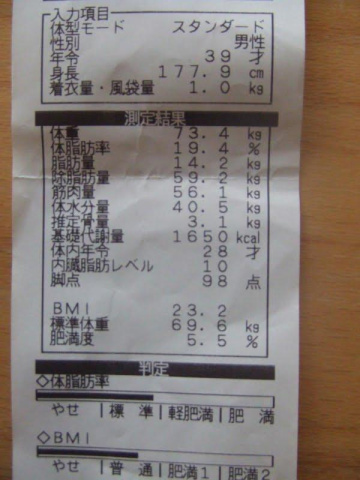 入力項目
体型モード スタンダード
性別 男性
年令 39 才
身長 177.9 cm
着衣量・風袋量 1.0 kg
測定結果
体重 73.4 kg
体脂肪率 19.4 %
脂肪量 14.2 kg
除脂肪量 59.2 kg
筋肉量 56.1 kg
体水分量 40.5 kg
推定骨量 3.1 kg
基礎代謝量 1650 kcal
体内年令 28 才
内臓脂肪レベル 10
脚点 98 点
BMI 23.2
標準体重 69.6 kg
肥満度 5.5 %
判定
◇体脂肪率
やせ|標 準|軽肥満|肥 満
◇BMI
やせ|普 通|肥満1|肥満2